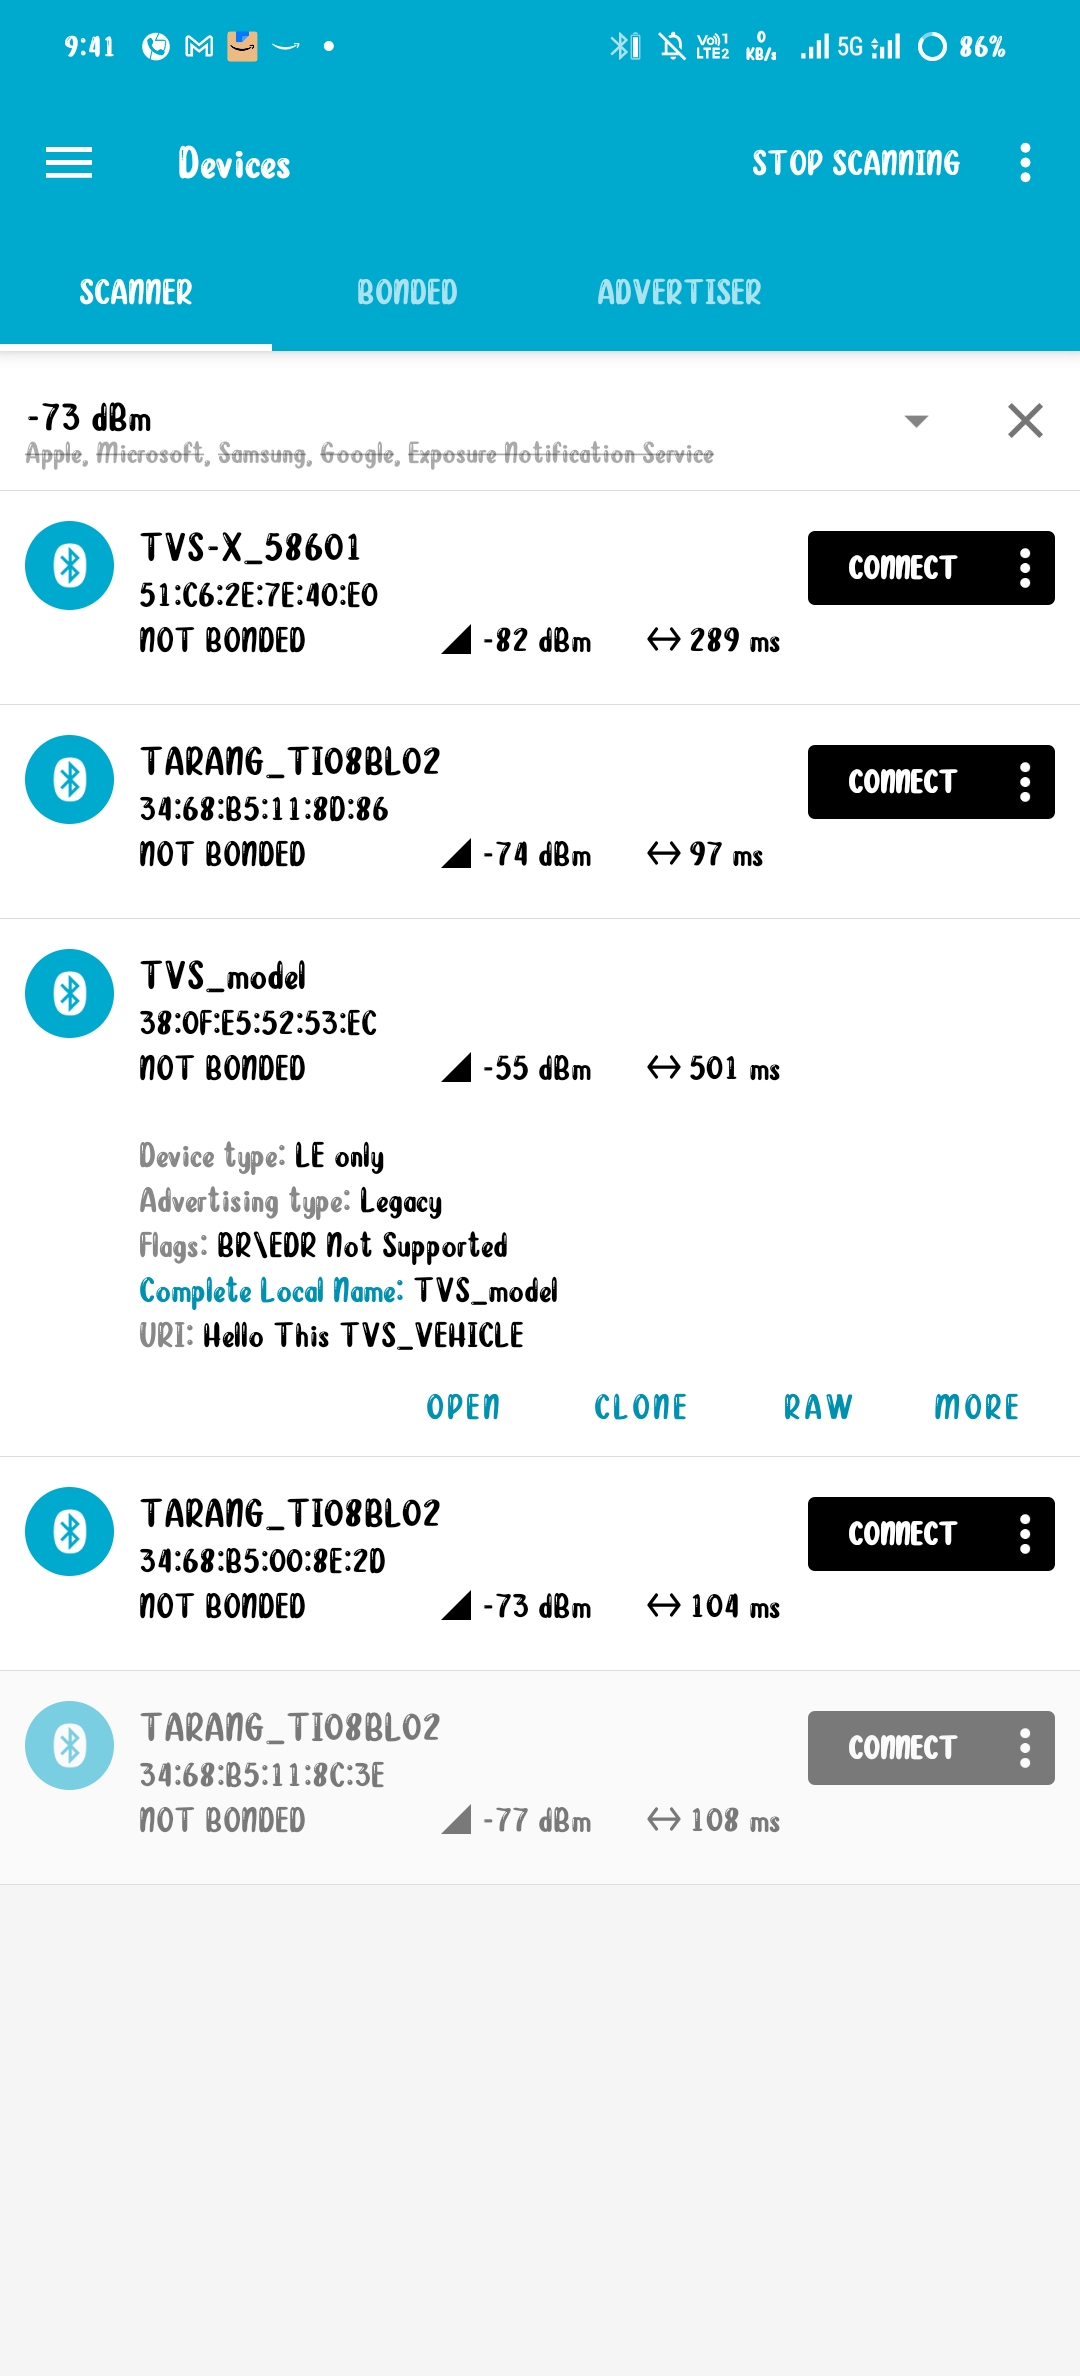 9:41 Vo)) 1 LTE2 0 KB/s 5G 86%
Devices STOP SCANNING
SCANNER BONDED ADVERTISER
-73 dBm
Apple, Microsoft, Samsung, Google, Exposure Notification Service
TVS-X_58601 CONNECT
51:C6:2E:7E:40:E0
NOT BONDED -82 dBm 289 ms
TARANG_TI08BL02 CONNECT
34:68:B5:11:8D:86
NOT BONDED -74 dBm 97 ms
TVS_model
38:0F:E5:52:53:EC
NOT BONDED -55 dBm 501 ms
Device type: LE only
Advertising type: Legacy
Flags: BR\EDR Not Supported
Complete Local Name: TVS_model
URI: Hello This TVS_VEHICLE
OPEN CLONE RAW MORE
TARANG_TI08BL02 CONNECT
34:68:B5:00:8E:2D
NOT BONDED -73 dBm 104 ms
TARANG_TI08BL02 CONNECT
34:68:B5:11:8C:3E
NOT BONDED -77 dBm 108 ms